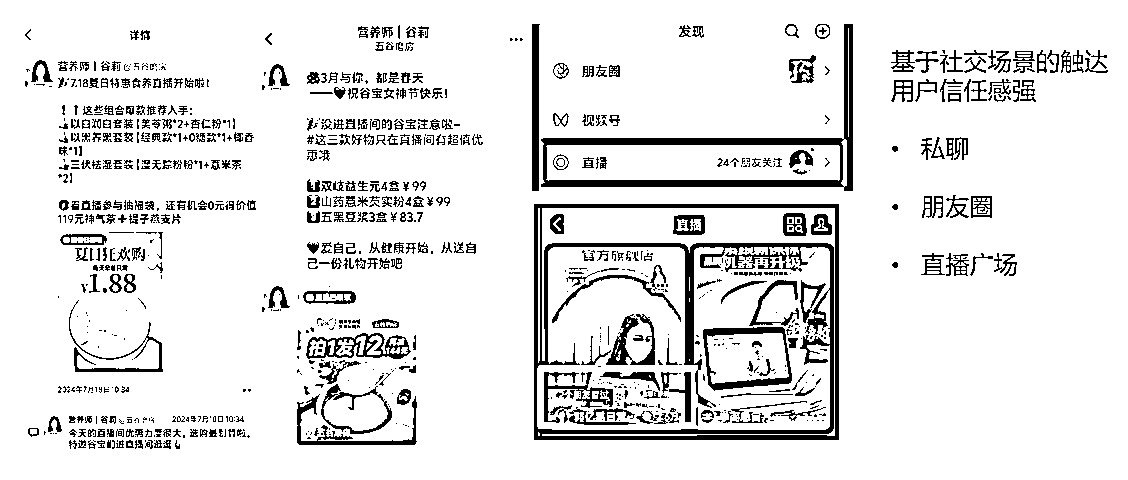 详情
营养师 | 谷莉@五谷磨房
7.18夏日特惠食养直播开始啦!
这些组合每款推荐入手:
以白润白套装【美芩粥*2+杏仁粉*1】
以黑养黑套装【经典款*1+0糖款*1+椰香
味*1】
三伏祛湿套装【湿无踪粉粉*1+薏米茶
*2】
看直播参与抽福袋,还有机会0元得价值
119元神气茶+提子燕麦片
夏日狂欢购
¥1.88
2024年7月18日 10:34
营养师 | 谷莉@五谷磨房 2024年7月18日 10:34
今天的直播间优惠力度很大,选购最划算啦,
特邀谷宝们进直播间逛逛
营养师 | 谷莉
五谷磨房
3月与你,都是春天
——祝谷宝女神节快乐!
没进直播间的谷宝注意啦~
#这三款好物只在直播间有超值优
惠哦
1双歧益生元4盒¥99
2山药薏米芡实粉4盒¥99
3五黑豆浆3盒¥83.7
爱自己,从健康开始,从送自
己一份礼物开始吧
拍1发12
发现
朋友圈
视频号
直播 24个朋友关注
直播
官方旗舰店
机器再升级
基于社交场景的触达
用户信任感强
• 私聊
• 朋友圈
• 直播广场